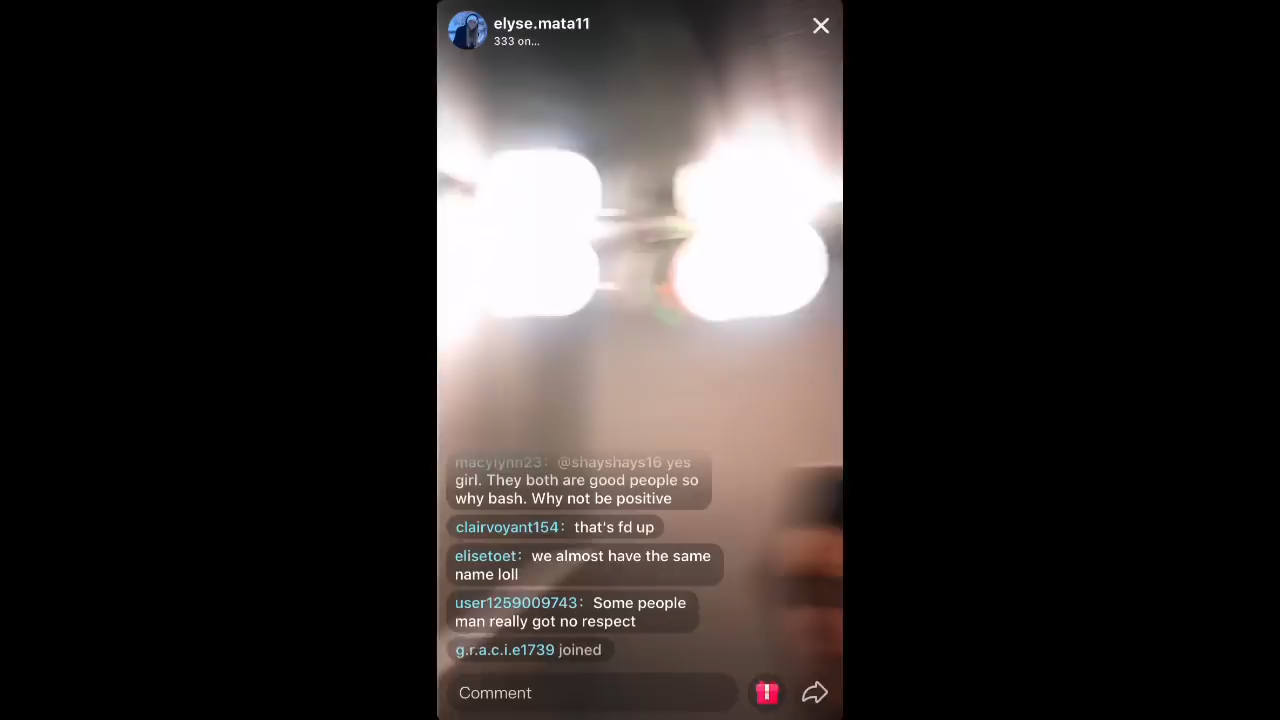 elyse.mata11
333 on...
macylynn23: @shayshays16 yes
girl. They both are good people so
why bash. Why not be positive
clairvoyant154: that's fd up
elisetoet: we almost have the same
name loll
user1259009743: Some people
man really got no respect
g.r.a.c.i.e1739 joined
Comment